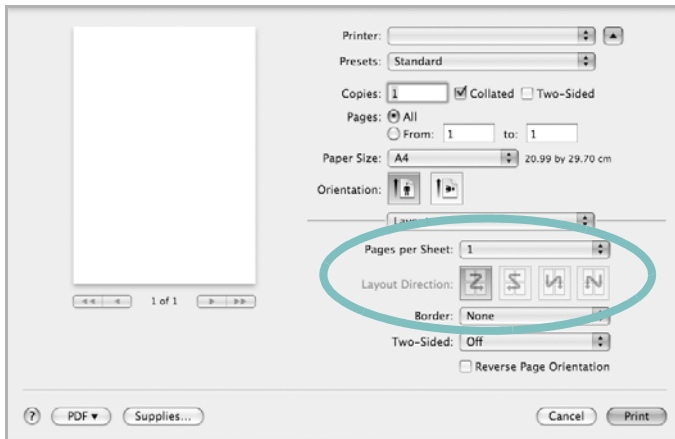 Printer:
Presets: Standard
Copies: 1 Collated Two-Sided
Pages: All
From: 1 to: 1
Paper Size: A4 20.99 by 29.70 cm
Orientation:
Pages per Sheet: 1
Layout Direction:
1 of 1
Border: None
Two-Sided: Off
Reverse Page Orientation
? PDF Supplies... Cancel Print